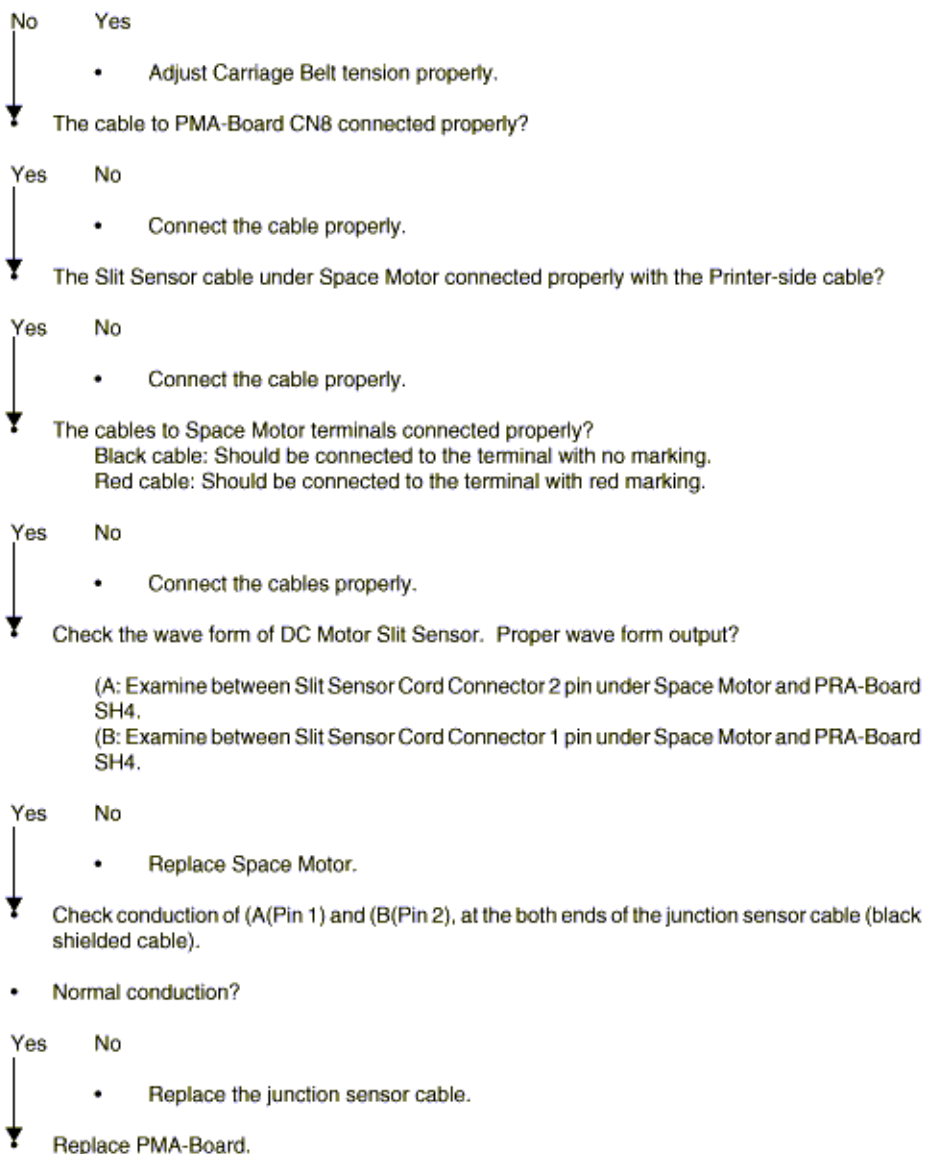 No Yes
• Adjust Carriage Belt tension properly.
• The cable to PMA-Board CN8 connected properly?
Yes No
• Connect the cable properly.
• The Slit Sensor cable under Space Motor connected properly with the Printer-side cable?
Yes No
• Connect the cable properly.
• The cables to Space Motor terminals connected properly?
Black cable: Should be connected to the terminal with no marking.
Red cable: Should be connected to the terminal with red marking.
Yes No
• Connect the cables properly.
• Check the wave form of DC Motor Slit Sensor. Proper wave form output?
(A: Examine between Slit Sensor Cord Connector 2 pin under Space Motor and PRA-Board
SH4.
(B: Examine between Slit Sensor Cord Connector 1 pin under Space Motor and PRA-Board
SH4.
Yes No
• Replace Space Motor.
• Check conduction of (A(Pin 1) and (B(Pin 2), at the both ends of the junction sensor cable (black
shielded cable).
• Normal conduction?
Yes No
• Replace the junction sensor cable.
• Replace PMA-Board.